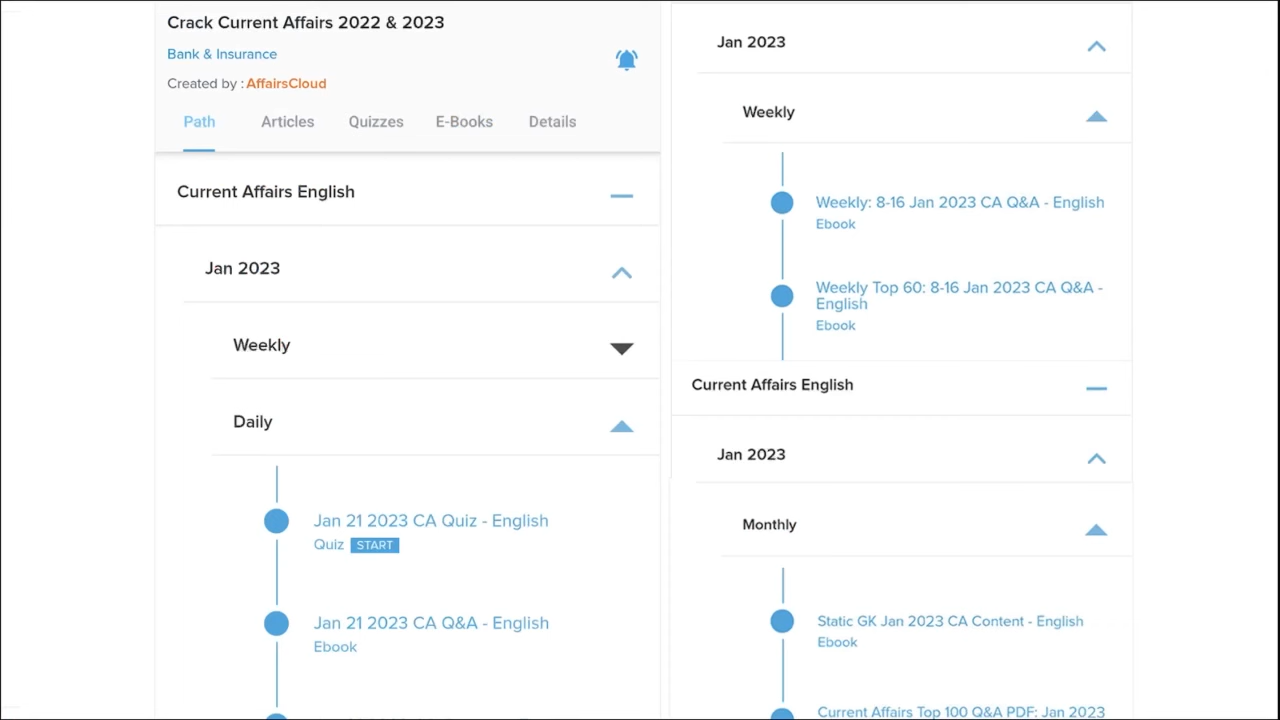 Crack Current Affairs 2022 & 2023
Bank & Insurance
Created by : AffairsCloud
Path Articles Quizzes E-Books Details
Current Affairs English
Jan 2023
Weekly
Daily
Jan 21 2023 CA Quiz - English
Quiz START
Jan 21 2023 CA Q&A - English
Ebook
Jan 2023
Weekly
Weekly: 8-16 Jan 2023 CA Q&A - English
Ebook
Weekly Top 60: 8-16 Jan 2023 CA Q&A -
English
Ebook
Current Affairs English
Jan 2023
Monthly
Static GK Jan 2023 CA Content - English
Ebook
Current Affairs Top 100 Q&A PDF: Jan 2023